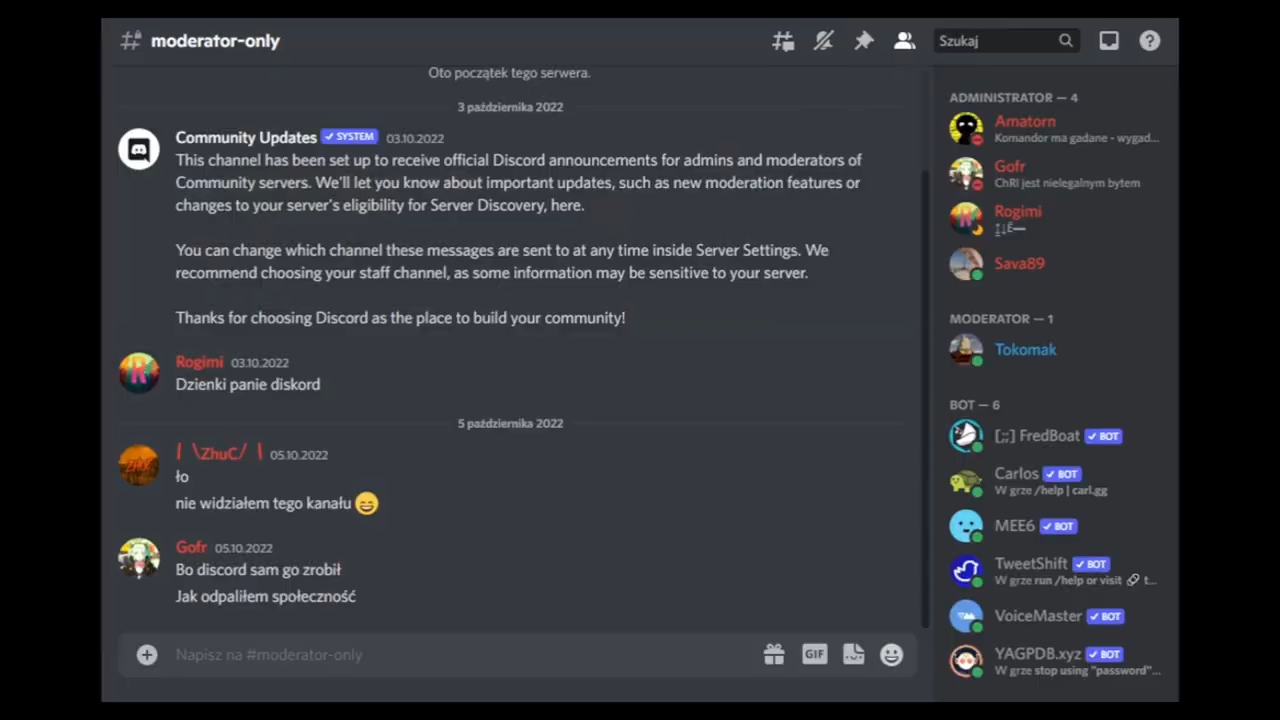 moderator-only
Szukaj
Oto początek tego serwera.
3 października 2022
Community Updates ✓ SYSTEM 03.10.2022
This channel has been set up to receive official Discord announcements for admins and moderators of
Community servers. We'll let you know about important updates, such as new moderation features or
changes to your server's eligibility for Server Discovery, here.
You can change which channel these messages are sent to at any time inside Server Settings. We
recommend choosing your staff channel, as some information may be sensitive to your server.
Thanks for choosing Discord as the place to build your community!
Rogimi 03.10.2022
Dzienki panie diskord
5 października 2022
| \ZhuC/ | 05.10.2022
ło
nie widziałem tego kanału 😄
Gofr 05.10.2022
Bo discord sam go zrobił
Jak odpaliłem społeczność
Napisz na #moderator-only
GIF
ADMINISTRATOR — 4
Amatorn
Komandor ma gadane - wygad...
Gofr
ChRl jest nielegalnym bytem
Rogimi
Sava89
MODERATOR — 1
Tokomak
BOT — 6
[;;] FredBoat ✓ BOT
Carlos ✓ BOT
W grze /help | carl.gg
MEE6 ✓ BOT
TweetShift ✓ BOT
W grze run /help or visit 🔗 t...
VoiceMaster ✓ BOT
YAGPDB.xyz ✓ BOT
W grze stop using "password"...